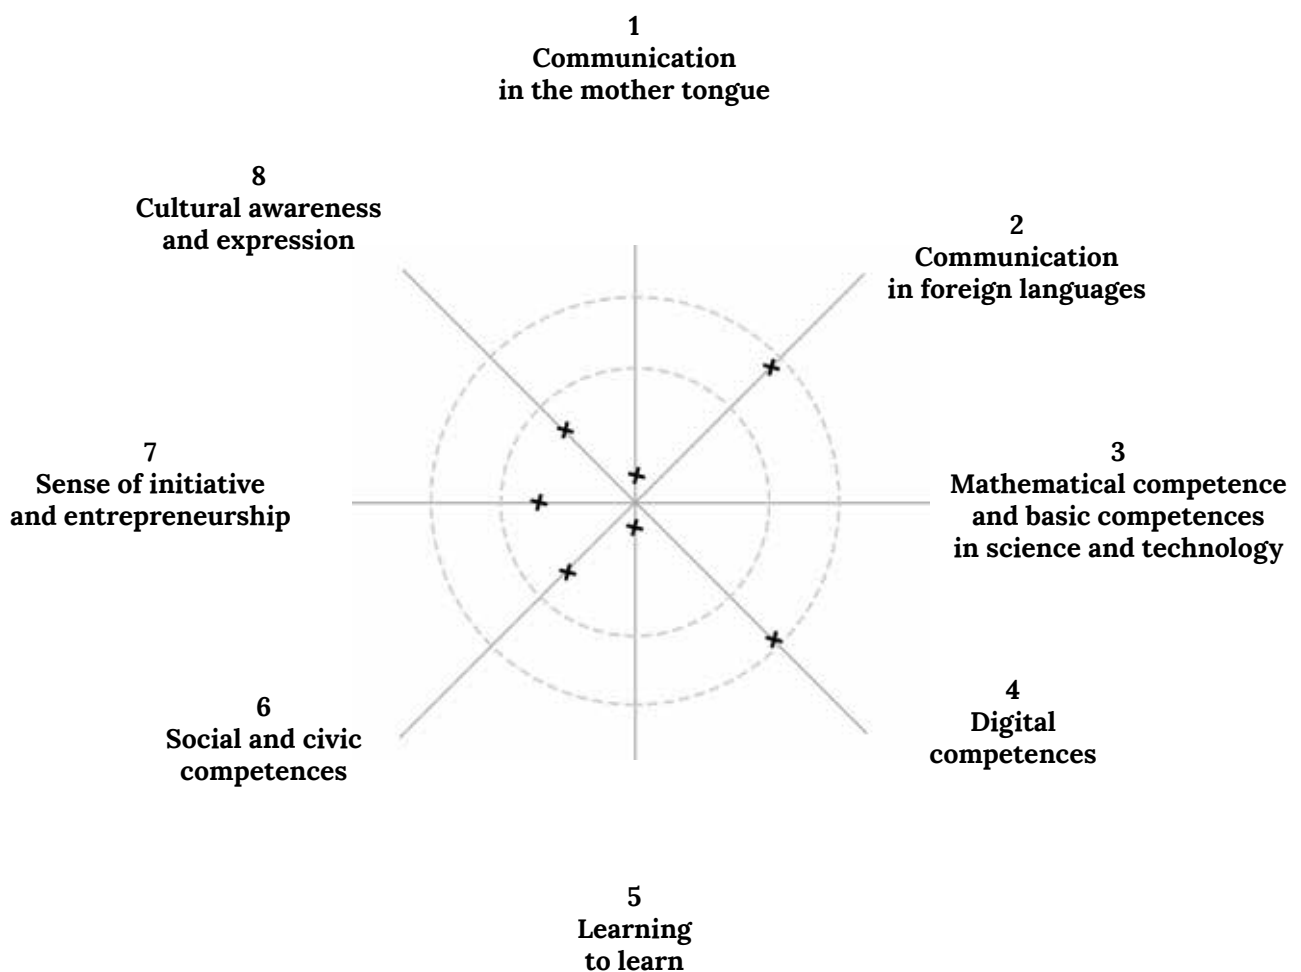 1
Communication
in the mother tongue
8
Cultural awareness
and expression
2
Communication
in foreign languages
7
Sense of initiative
and entrepreneurship
3
Mathematical competence
and basic competences
in science and technology
6
Social and civic
competences
4
Digital
competences
5
Learning
to learn